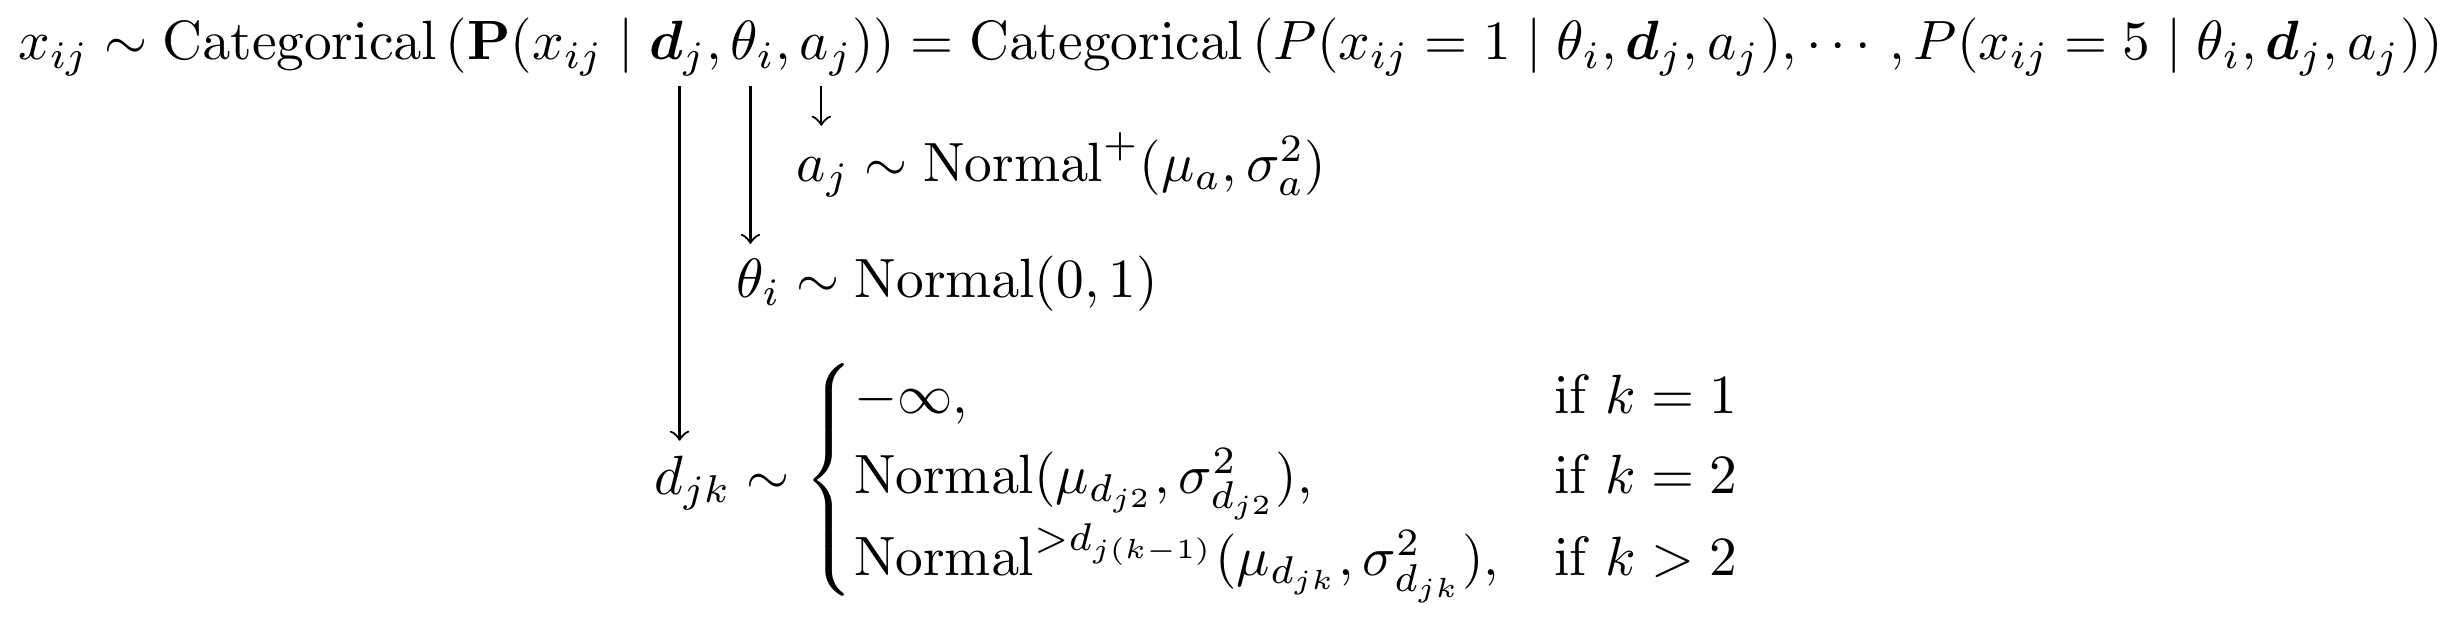 x_{ij} ∼ Categorical (𝐏(x_{ij} ∣ 𝒅_j, θ_i, a_j)) = Categorical (P(x_{ij} = 1 ∣ θ_i, 𝒅_j, a_j), ⋯ , P(x_{ij} = 5 ∣ θ_i, 𝒅_j, a_j))
a_j ∼ Normal^+(μ_a, σ_a^2)
θ_i ∼ Normal(0, 1)
d_{jk} ∼ { −∞, if k = 1
Normal(μ_{d_{j2}}, σ^2_{d_{j2}}), if k = 2
Normal^{>d_{j(k−1)}}(μ_{d_{jk}}, σ^2_{d_{jk}}), if k > 2